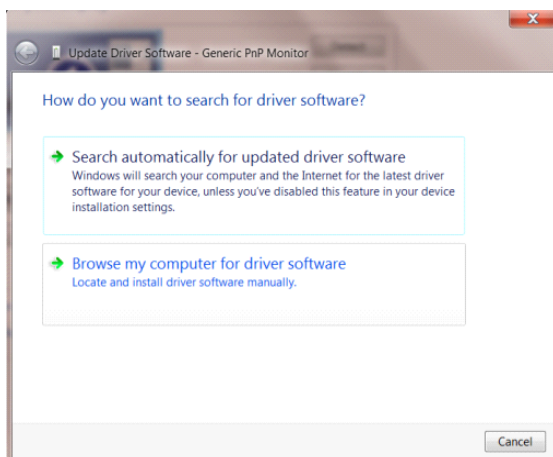 Update Driver Software - Generic PnP Monitor
How do you want to search for driver software?
Search automatically for updated driver software
Windows will search your computer and the Internet for the latest driver
software for your device, unless you've disabled this feature in your device
installation settings.
Browse my computer for driver software
Locate and install driver software manually.
Cancel